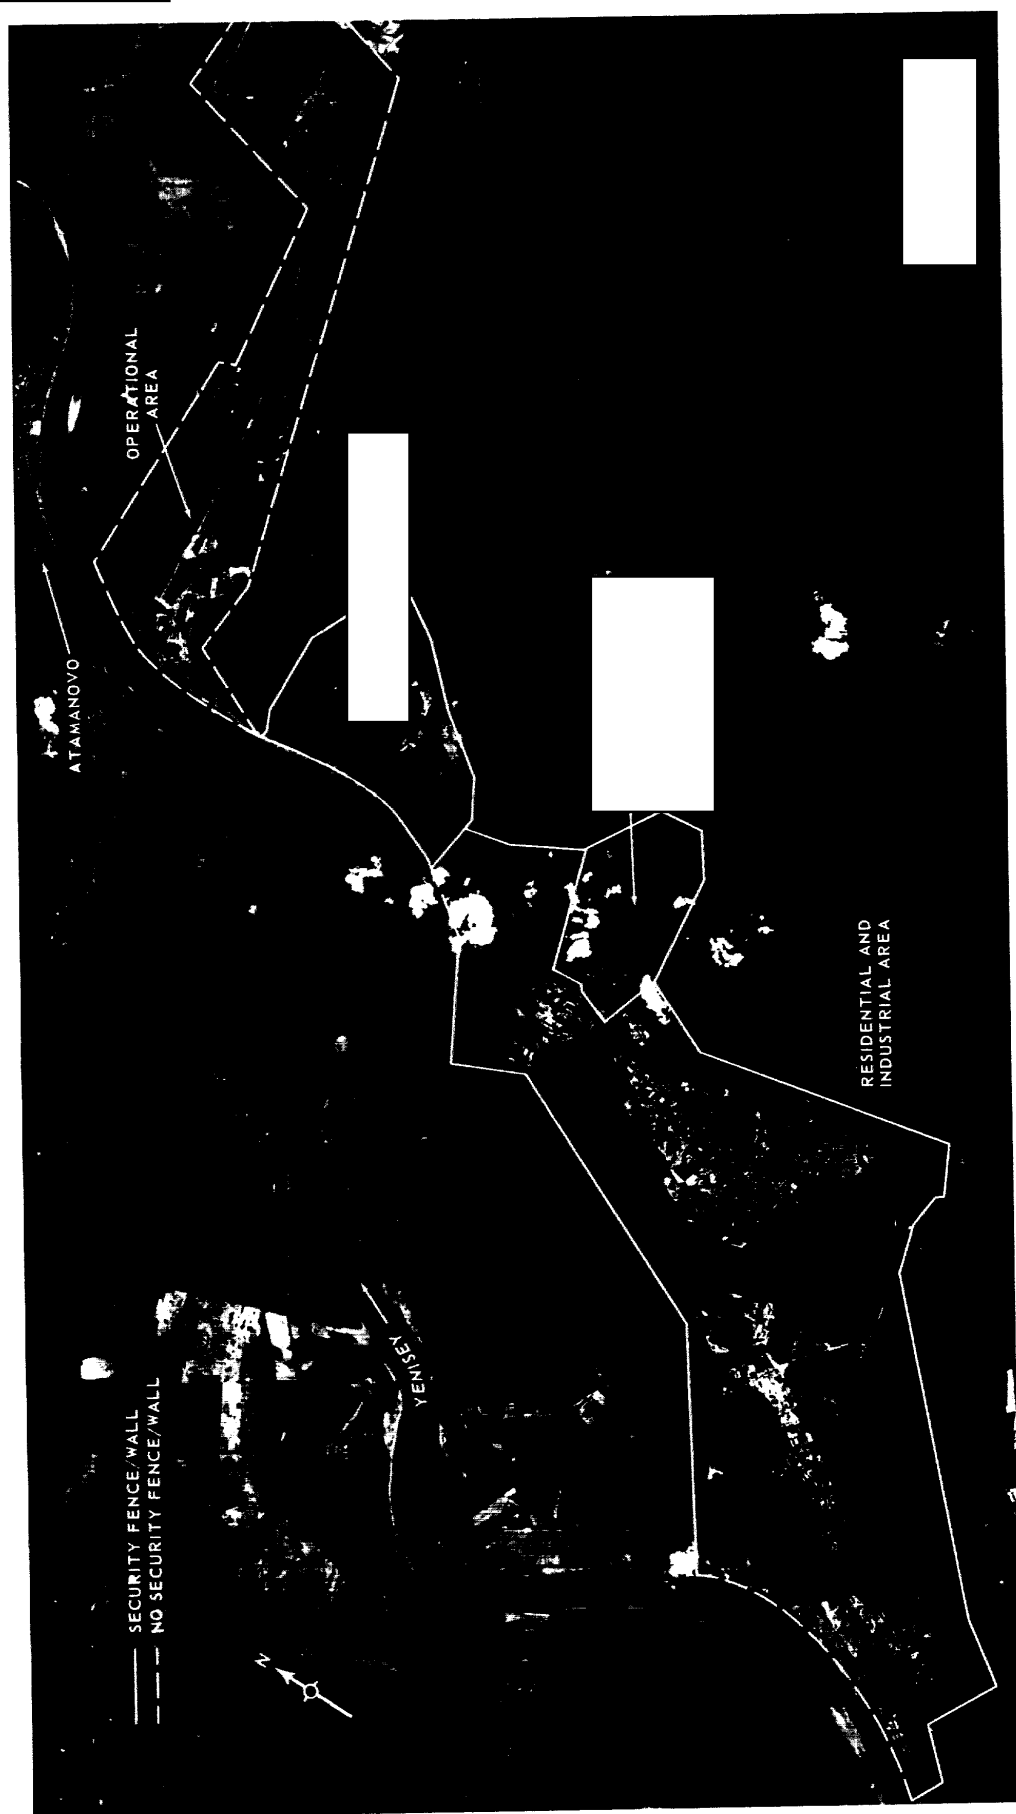 SECURITY FENCE/WALL
NO SECURITY FENCE/WALL
N
YENISEY
ATAMANOVO
OPERATIONAL
AREA
RESIDENTIAL AND
INDUSTRIAL AREA